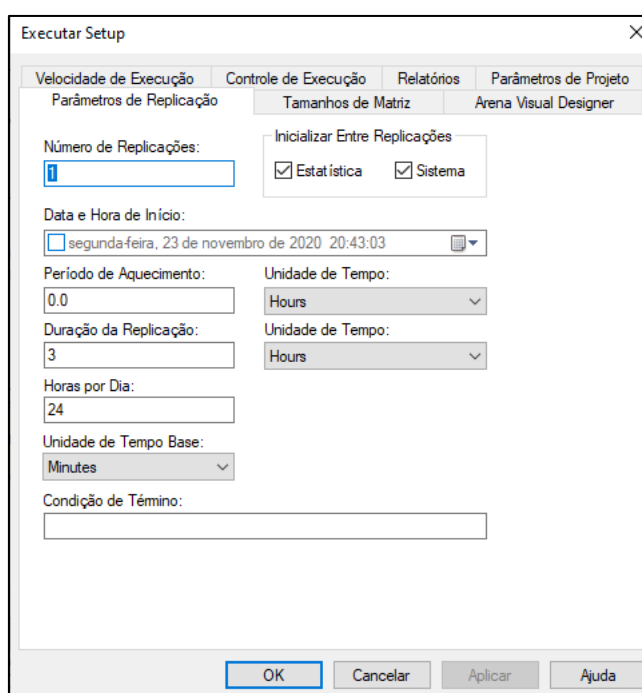 Executar Setup
Velocidade de Execução Controle de Execução Relatórios Parâmetros de Projeto
Parâmetros de Replicação Tamanhos de Matriz Arena Visual Designer
Número de Replicações:
1
Inicializar Entre Replicações
Estatística Sistema
Data e Hora de Início:
segunda-feira, 23 de novembro de 2020 20:43:03
Período de Aquecimento: Unidade de Tempo:
0.0 Hours
Duração da Replicação: Unidade de Tempo:
3 Hours
Horas por Dia:
24
Unidade de Tempo Base:
Minutes
Condição de Término:
OK Cancelar Aplicar Ajuda